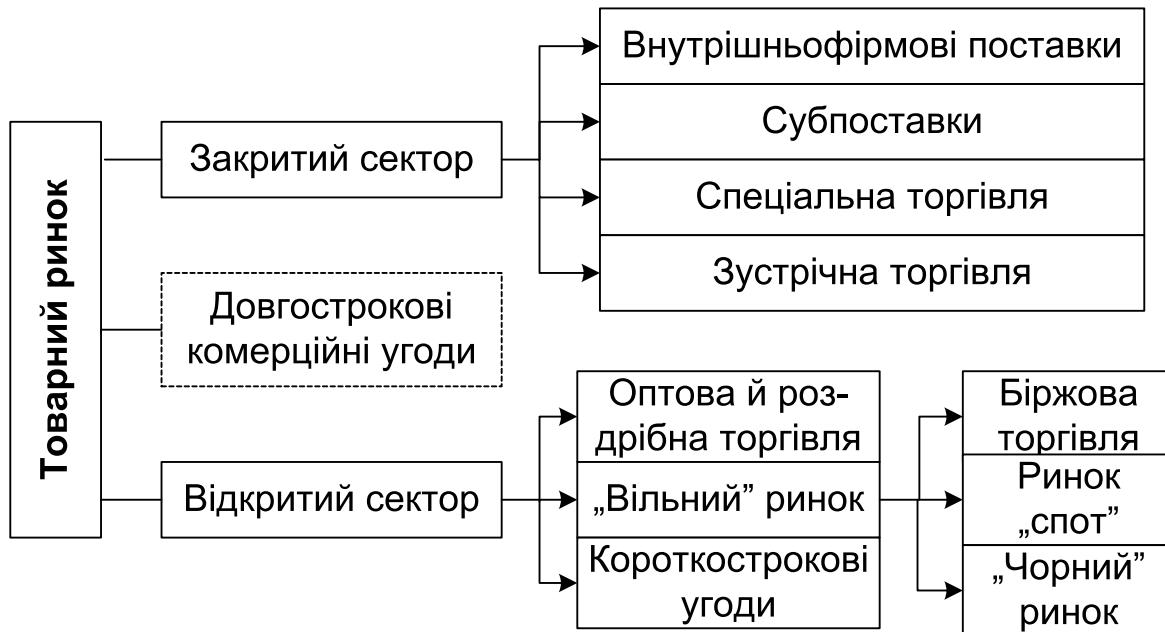 Товарний ринок
Закритий сектор
Внутрішньофірмові поставки
Субпоставки
Спеціальна торгівля
Зустрічна торгівля
Довгострокові
комерційні угоди
Відкритий сектор
Оптова й роз-
дрібна торгівля
„Вільний” ринок
Короткострокові
угоди
Біржова
торгівля
Ринок
„спот”
„Чорний”
ринок